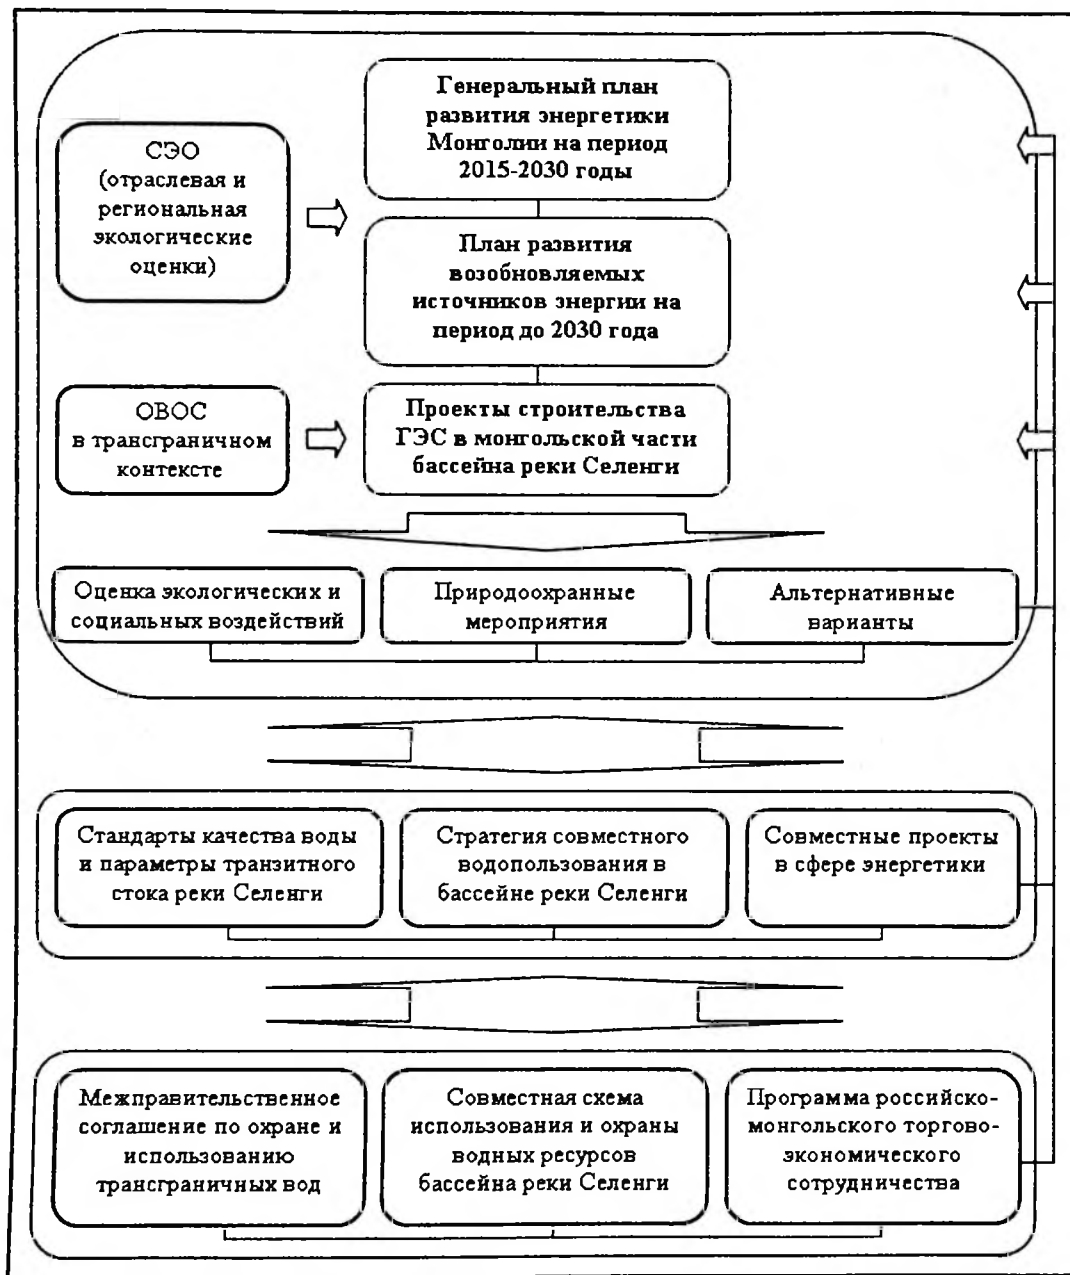 Генеральный план
развития энергетики
Монголии на период
2015-2030 годы
СЭО
(отраслевая и
региональная
экологические
оценки)
План развития
возобновляемых
источников энергии на
период до 2030 года
ОВОС
в трансграничном
контексте
Проекты строительства
ГЭС в монгольской части
бассейна реки Селенги
Оценка экологических и
социальных воздействий
Природоохранные
мероприятия
Альтернативные
варианты
Стандарты качества воды
и параметры транзитного
стока реки Селенги
Стратегия совместного
водопользования в
бассейне реки Селенги
Совместные проекты
в сфере энергетики
Межправительственное
соглашение по охране и
использованию
трансграничных вод
Совместная схема
использования и охраны
водных ресурсов
бассейна реки Селенги
Программа российско-
монгольского торгово-
экономического
сотрудничества